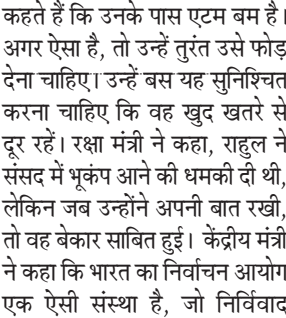 कहते हैं कि उनके पास एटम बम है।
अगर ऐसा है, तो उन्हें तुरंत उसे फोड़
देना चाहिए। उन्हें बस यह सुनिश्चित
करना चाहिए कि वह खुद खतरे से
दूर रहें। रक्षा मंत्री ने कहा, राहुल ने
संसद में भूकंप आने की धमकी दी थी,
लेकिन जब उन्होंने अपनी बात रखी,
तो वह बेकार साबित हुई। केंद्रीय मंत्री
ने कहा कि भारत का निर्वाचन आयोग
एक ऐसी संस्था है, जो निर्विवाद